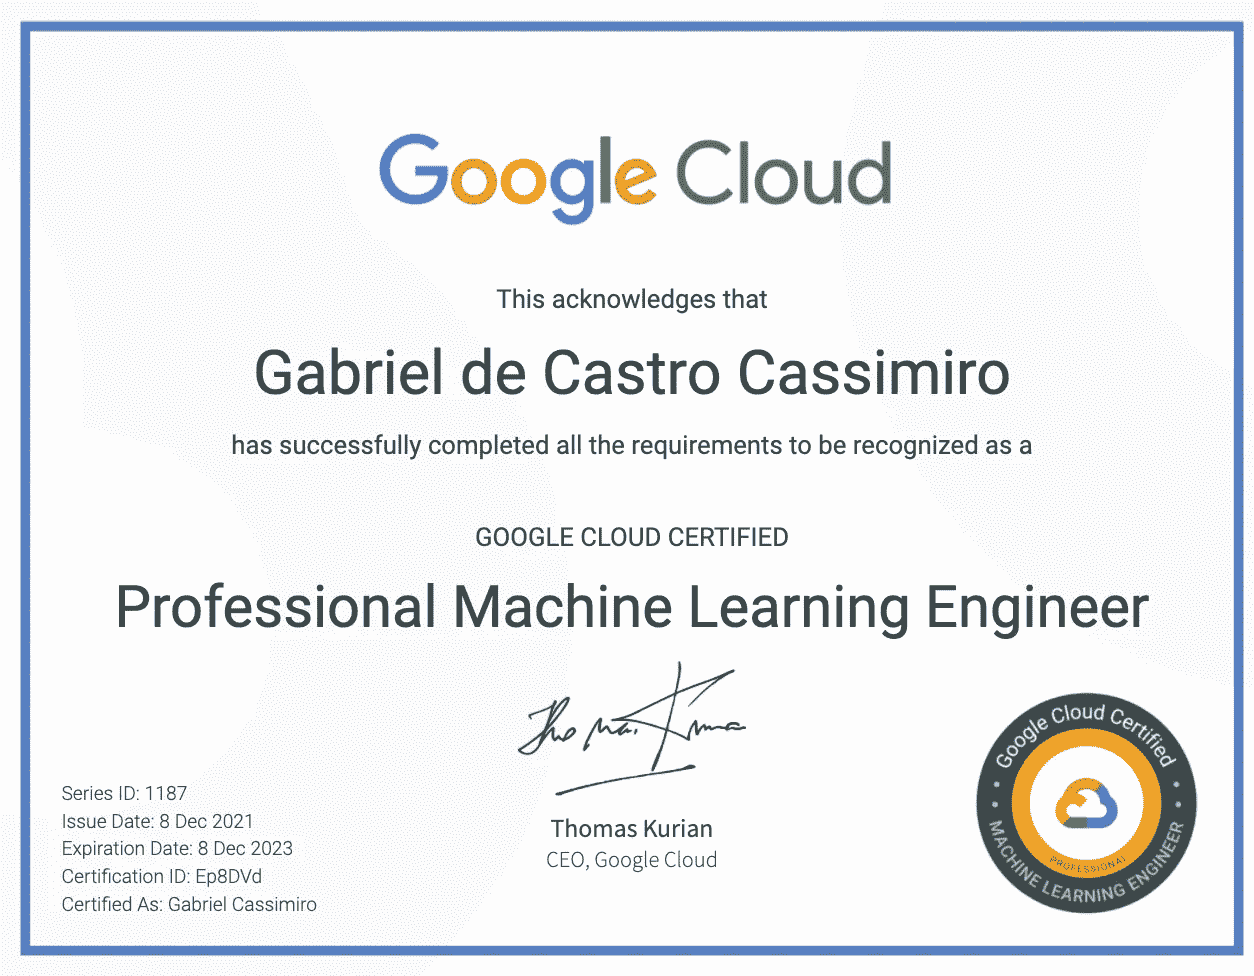 Google Cloud
This acknowledges that
Gabriel de Castro Cassimiro
has successfully completed all the requirements to be recognized as a
GOOGLE CLOUD CERTIFIED
Professional Machine Learning Engineer
Thomas Kurian
Thomas Kurian
CEO, Google Cloud
Series ID: 1187
Issue Date: 8 Dec 2021
Expiration Date: 8 Dec 2023
Certification ID: Ep8DVd
Certified As: Gabriel Cassimiro
Google Cloud Certified
PROFESSIONAL
MACHINE LEARNING ENGINEER